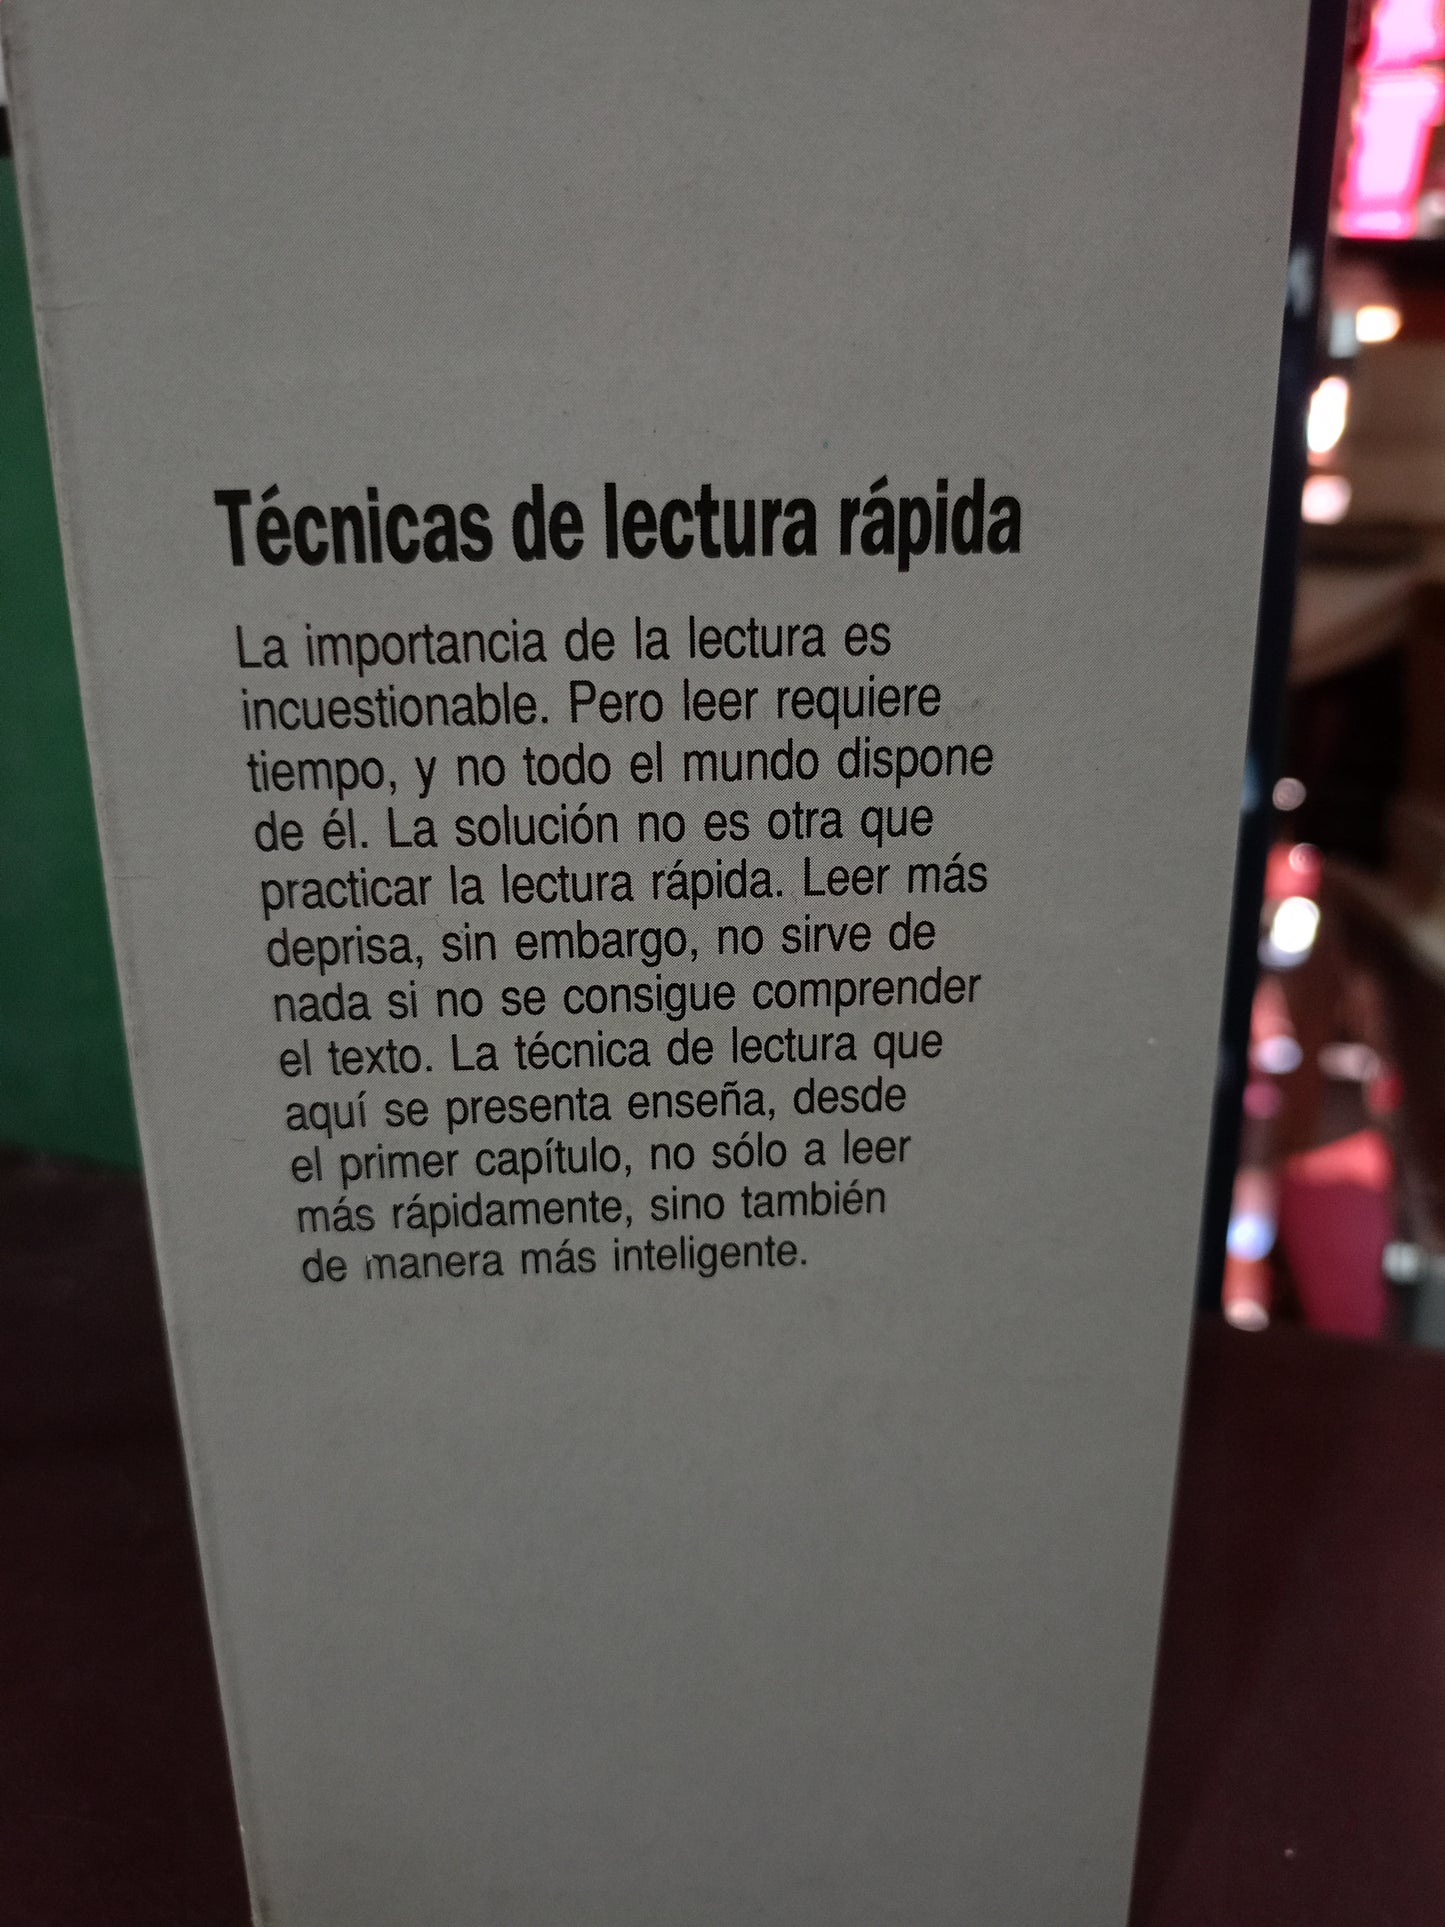 Técnicas de lectura rápida
La importancia de la lectura es
incuestionable. Pero leer requiere
tiempo, y no todo el mundo dispone
de él. La solución no es otra que
practicar la lectura rápida. Leer más
deprisa, sin embargo, no sirve de
nada si no se consigue comprender
el texto. La técnica de lectura que
aquí se presenta enseña, desde
el primer capítulo, no sólo a leer
más rápidamente, sino también
de manera más inteligente.